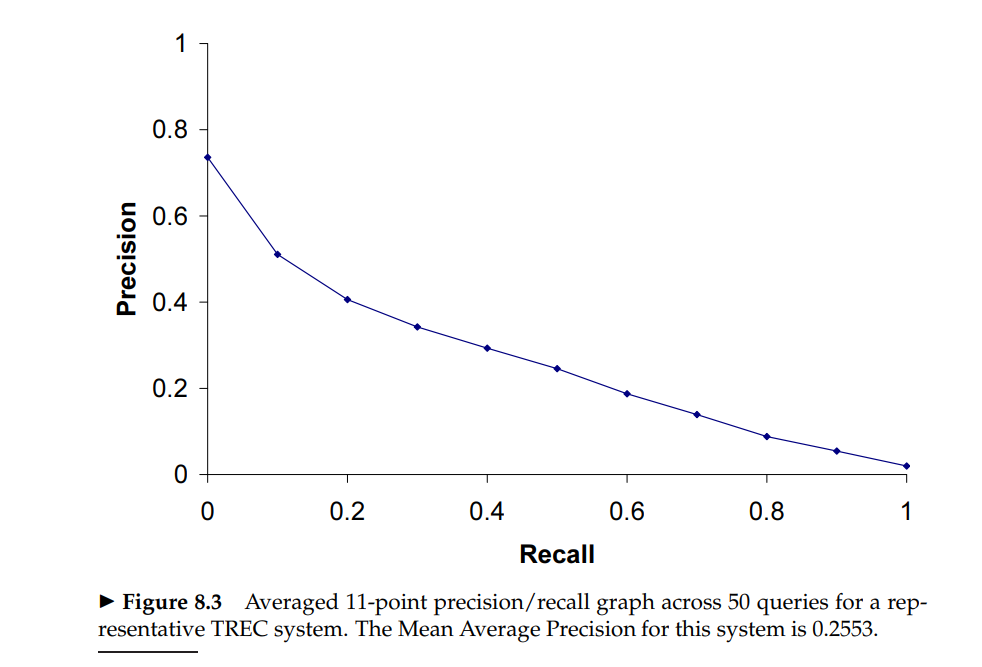 1
0.8
0.6
0.4
0.2
0
Precision
0 0.2 0.4 0.6 0.8 1
Recall
► Figure 8.3 Averaged 11-point precision/recall graph across 50 queries for a rep-
resentative TREC system. The Mean Average Precision for this system is 0.2553.